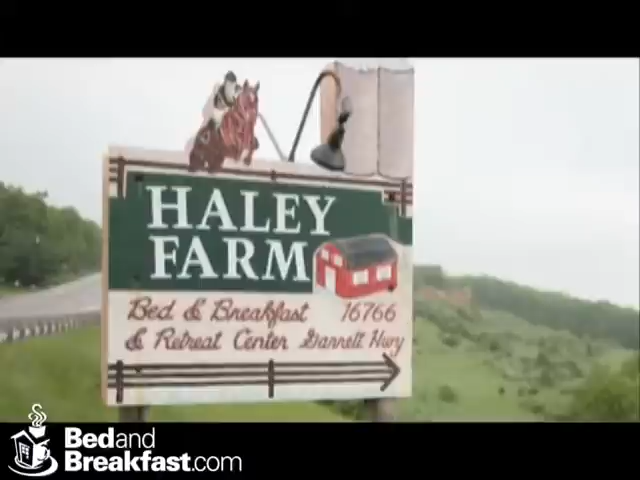 HALEY
FARM
Bed & Breakfast 16766
& Retreat Center Garrett Hwy
Bedand
Breakfast.com